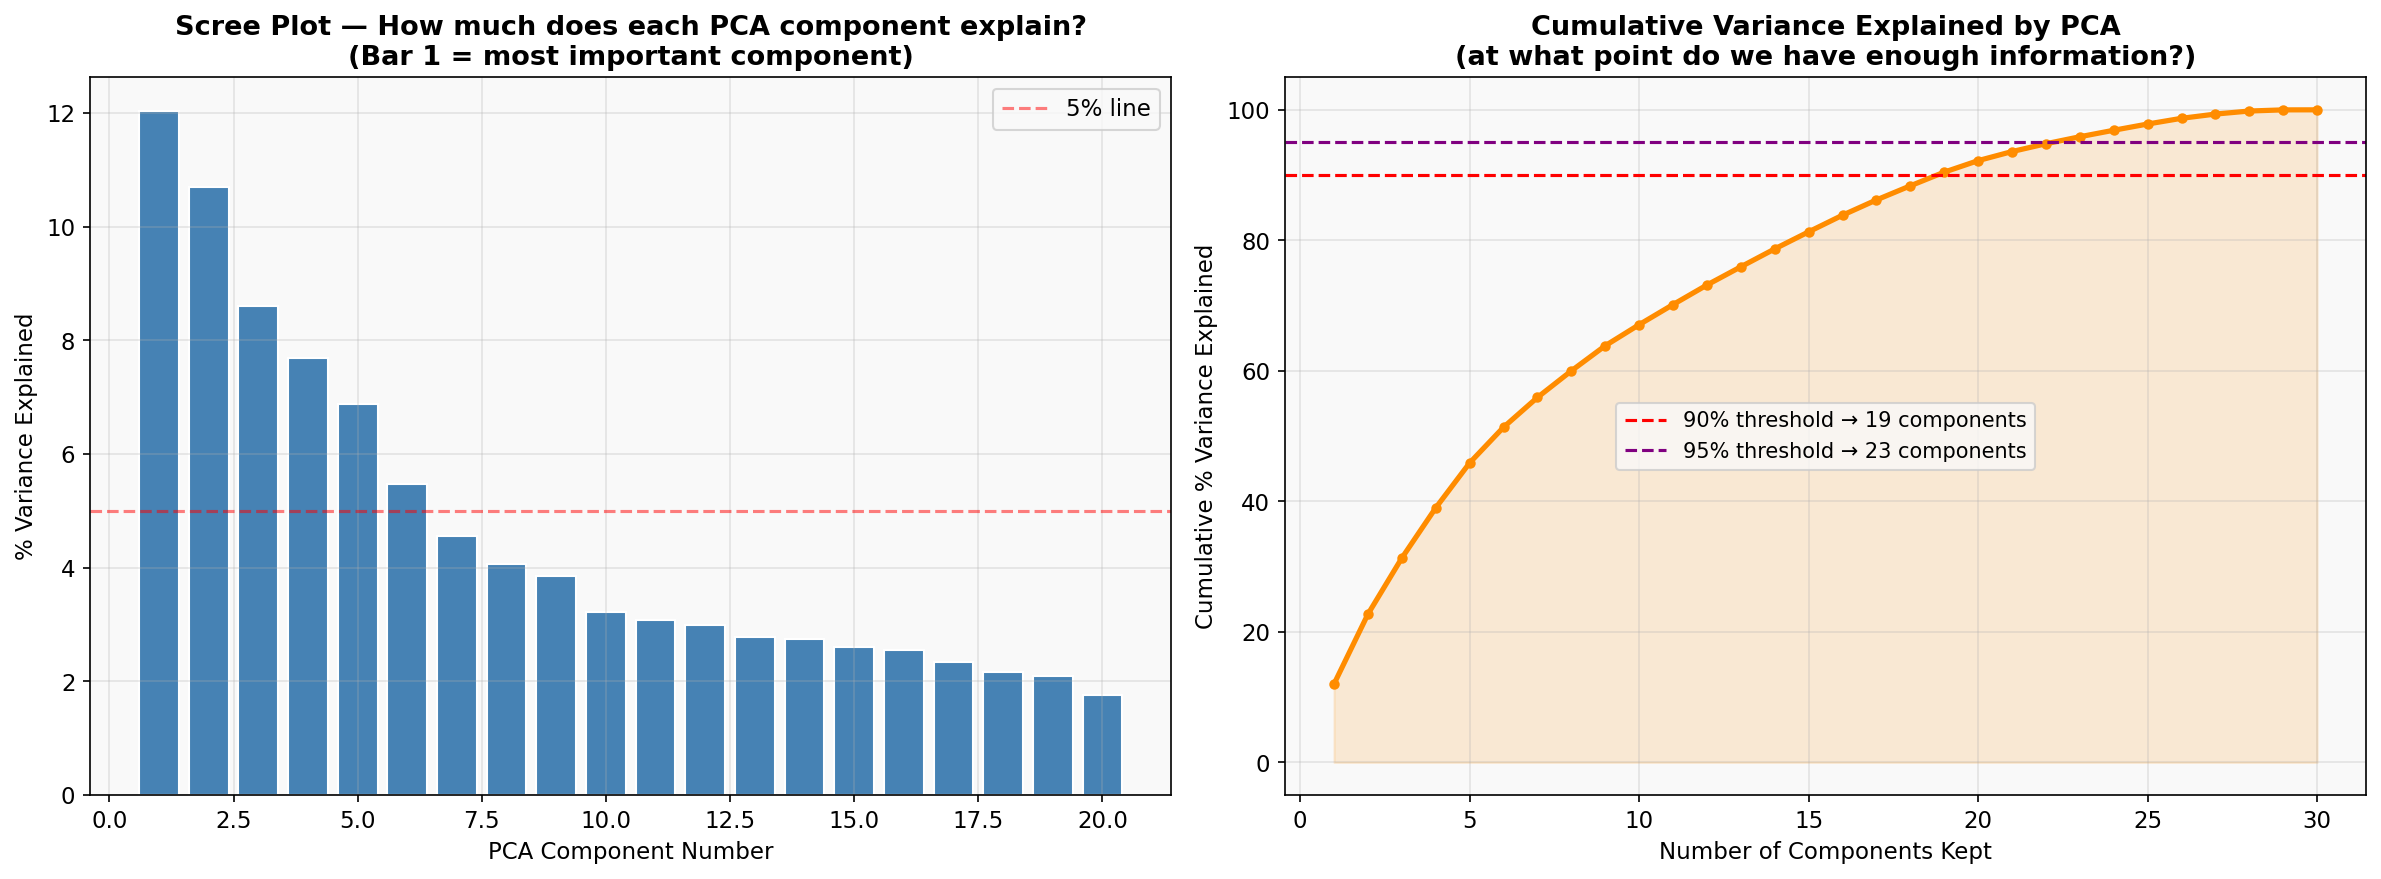 Scree Plot — How much does each PCA component explain?
(Bar 1 = most important component)
5% line
% Variance Explained
12
10
8
6
4
2
0
0.0 2.5 5.0 7.5 10.0 12.5 15.0 17.5 20.0
PCA Component Number
Cumulative Variance Explained by PCA
(at what point do we have enough information?)
Cumulative % Variance Explained
100
80
60
40
20
0
90% threshold → 19 components
95% threshold → 23 components
0 5 10 15 20 25 30
Number of Components Kept